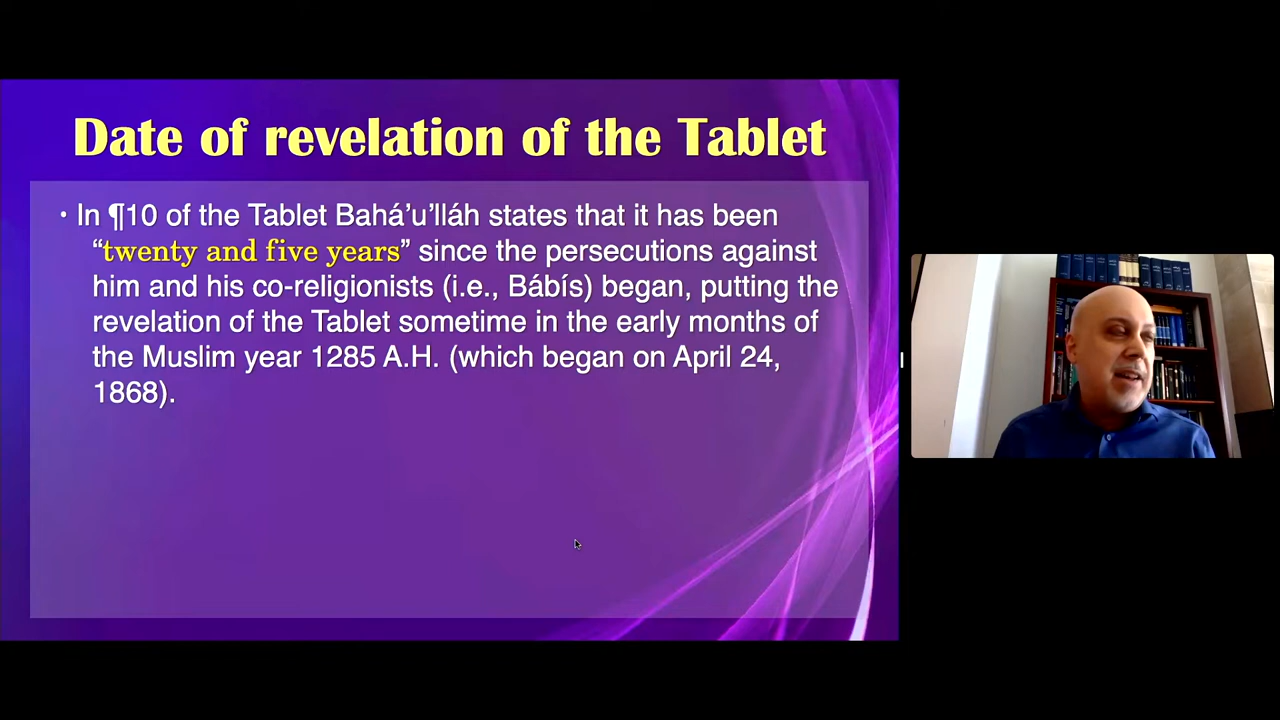 Date of revelation of the Tablet
• In ¶10 of the Tablet Bahá’u’lláh states that it has been
“twenty and five years” since the persecutions against
him and his co-religionists (i.e., Bábís) began, putting the
revelation of the Tablet sometime in the early months of
the Muslim year 1285 A.H. (which began on April 24,
1868).